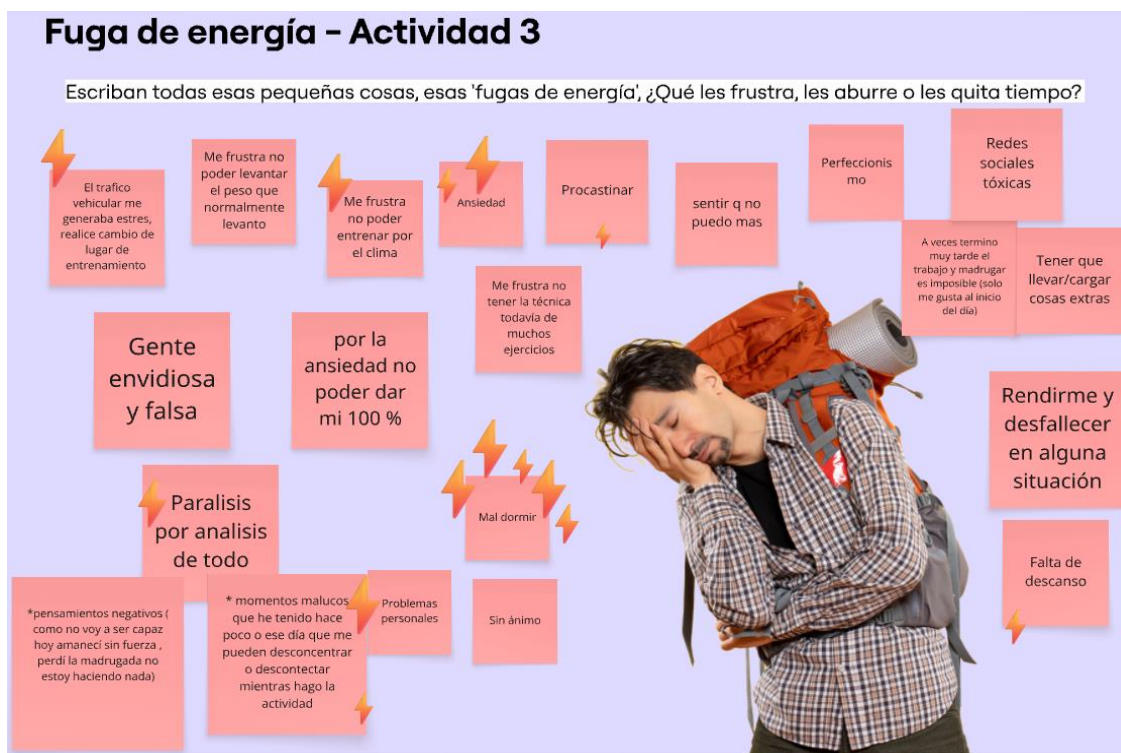 Fuga de energía – Actividad 3
Escriban todas esas pequeñas cosas, esas 'fugas de energía', ¿Qué les frustra, les aburre o les quita tiempo?
El trafico
vehicular me
generaba estres,
realice cambio de
lugar de
entrenamiento
Me frustra no
poder levantar
el peso que
normalmente
levanto
Me frustra
no poder
entrenar por
el clima
Ansiedad
Procastinar
sentir q no
puedo mas
Perfeccionis
mo
Redes
sociales
tóxicas
A veces termino
muy tarde el
trabajo y madrugar
es imposible (solo
me gusta al inicio
del día)
Tener que
llevar/cargar
cosas extras
Gente
envidiosa
y falsa
por la
ansiedad no
poder dar
mi 100 %
Me frustra no
tener la técnica
todavía de
muchos
ejercicios
Rendirme y
desfallecer
en alguna
situación
Paralisis
por analisis
de todo
Mal dormir
Falta de
descanso
*pensamientos negativos (
como no voy a ser capaz
hoy amanecí sin fuerza ,
perdí la madrugada no
estoy haciendo nada)
* momentos malucos
que he tenido hace
poco o ese día que me
pueden desconcentrar
o descontectar
mientras hago la
actividad
Problemas
personales
Sin ánimo